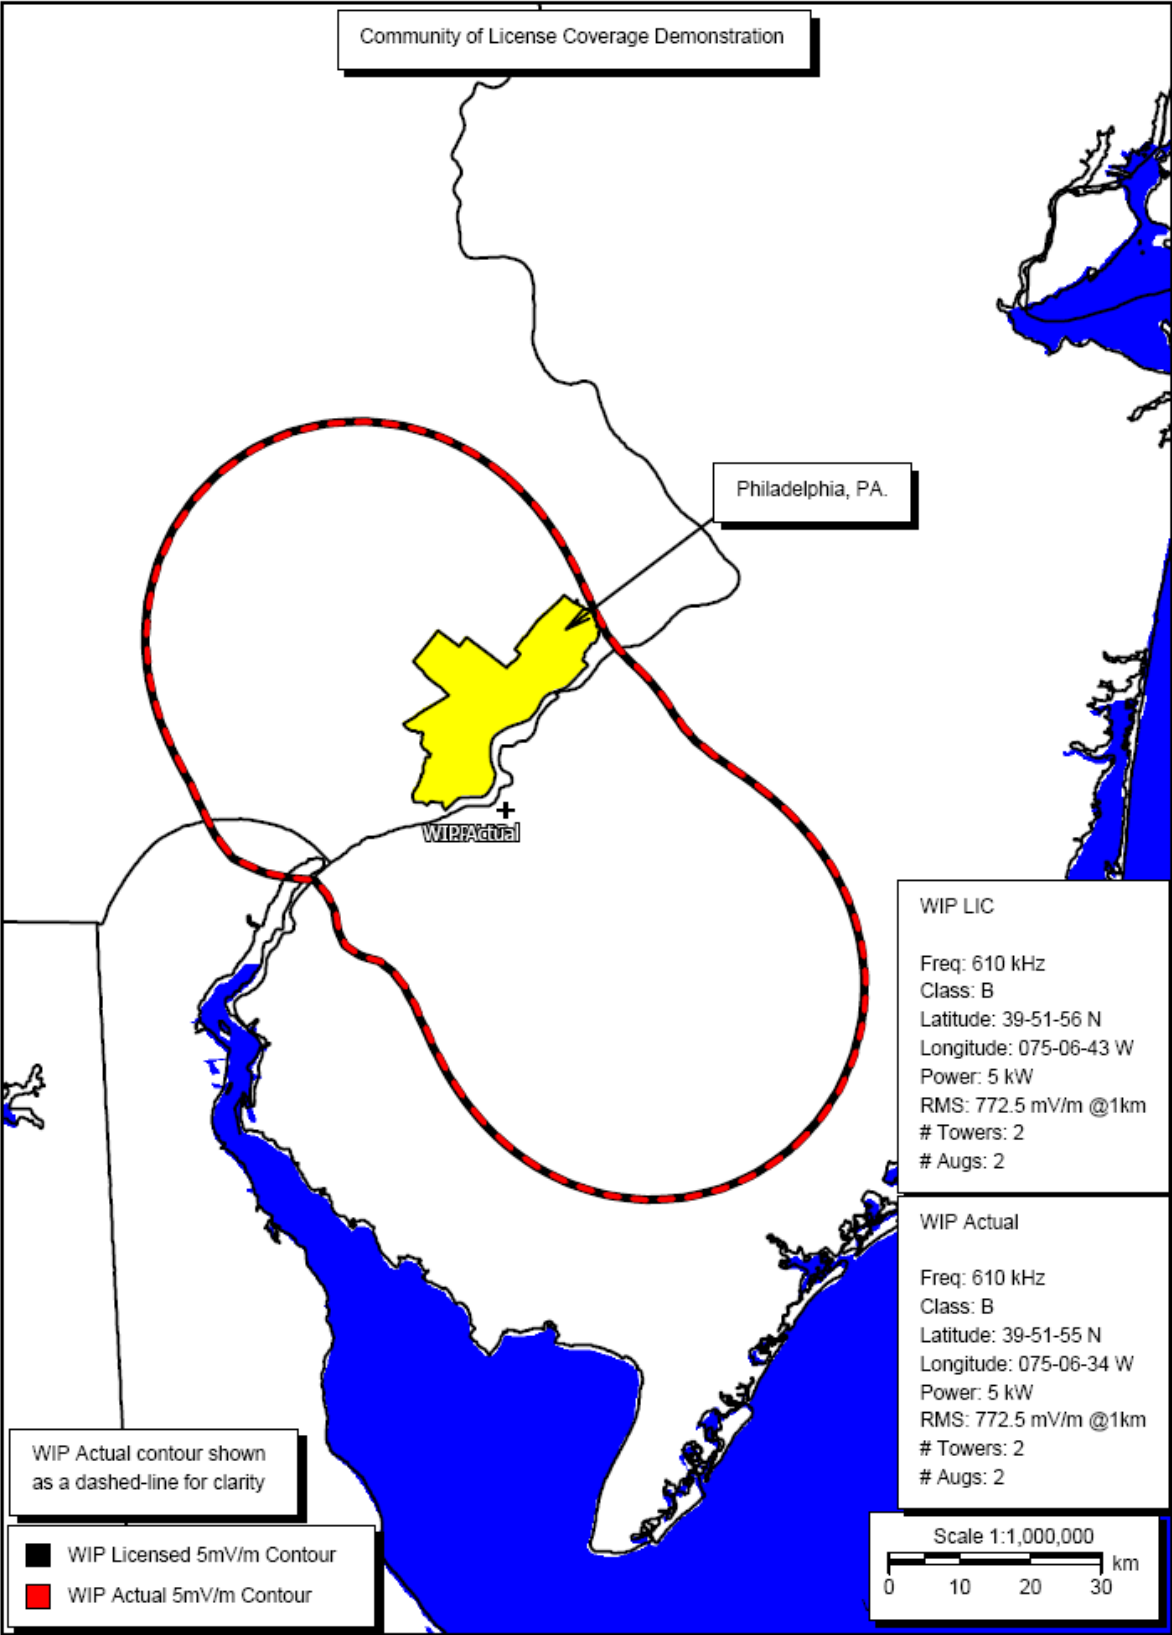 Community of License Coverage Demonstration
Philadelphia, PA.
WIP Actual
WIP LIC
Freq: 610 kHz
Class: B
Latitude: 39-51-56 N
Longitude: 075-06-43 W
Power: 5 kW
RMS: 772.5 mV/m @1km
# Towers: 2
# Augs: 2
WIP Actual
Freq: 610 kHz
Class: B
Latitude: 39-51-55 N
Longitude: 075-06-34 W
Power: 5 kW
RMS: 772.5 mV/m @1km
# Towers: 2
# Augs: 2
WIP Actual contour shown
as a dashed-line for clarity
WIP Licensed 5mV/m Contour
WIP Actual 5mV/m Contour
Scale 1:1,000,000
km
0 10 20 30